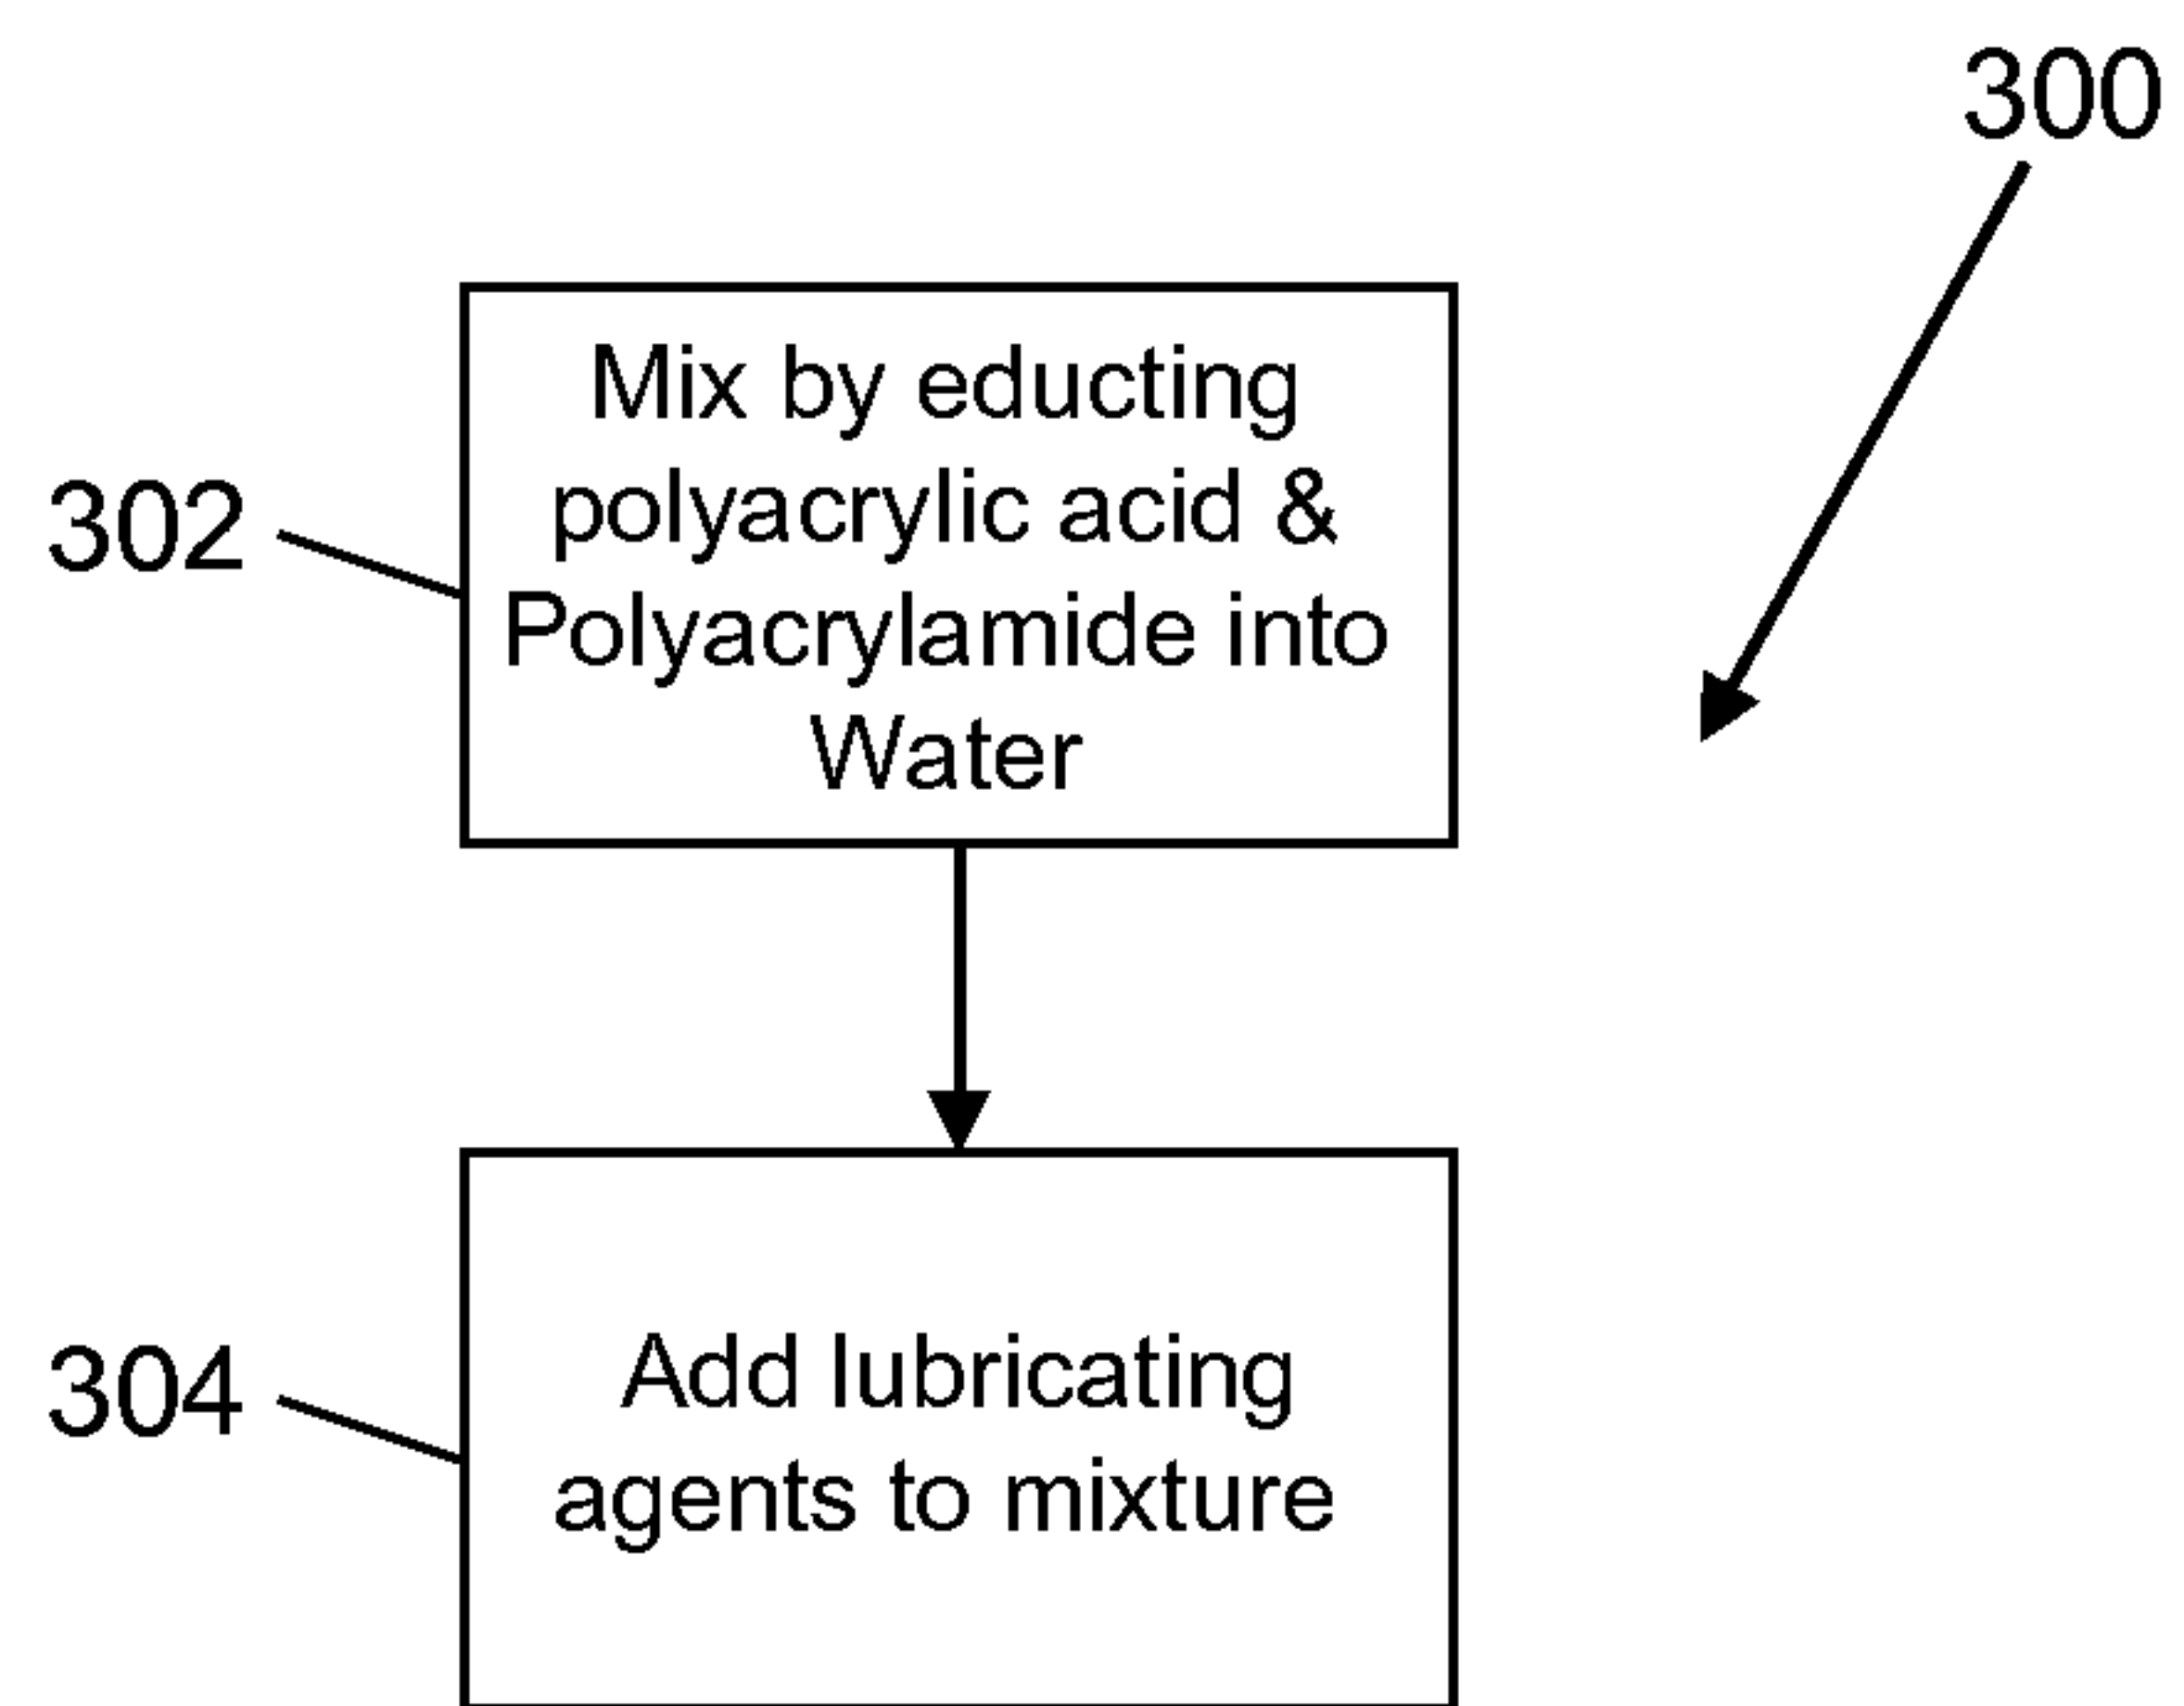 300
302
Mix by educting
polyacrylic acid &
Polyacrylamide into
Water
304
Add lubricating
agents to mixture